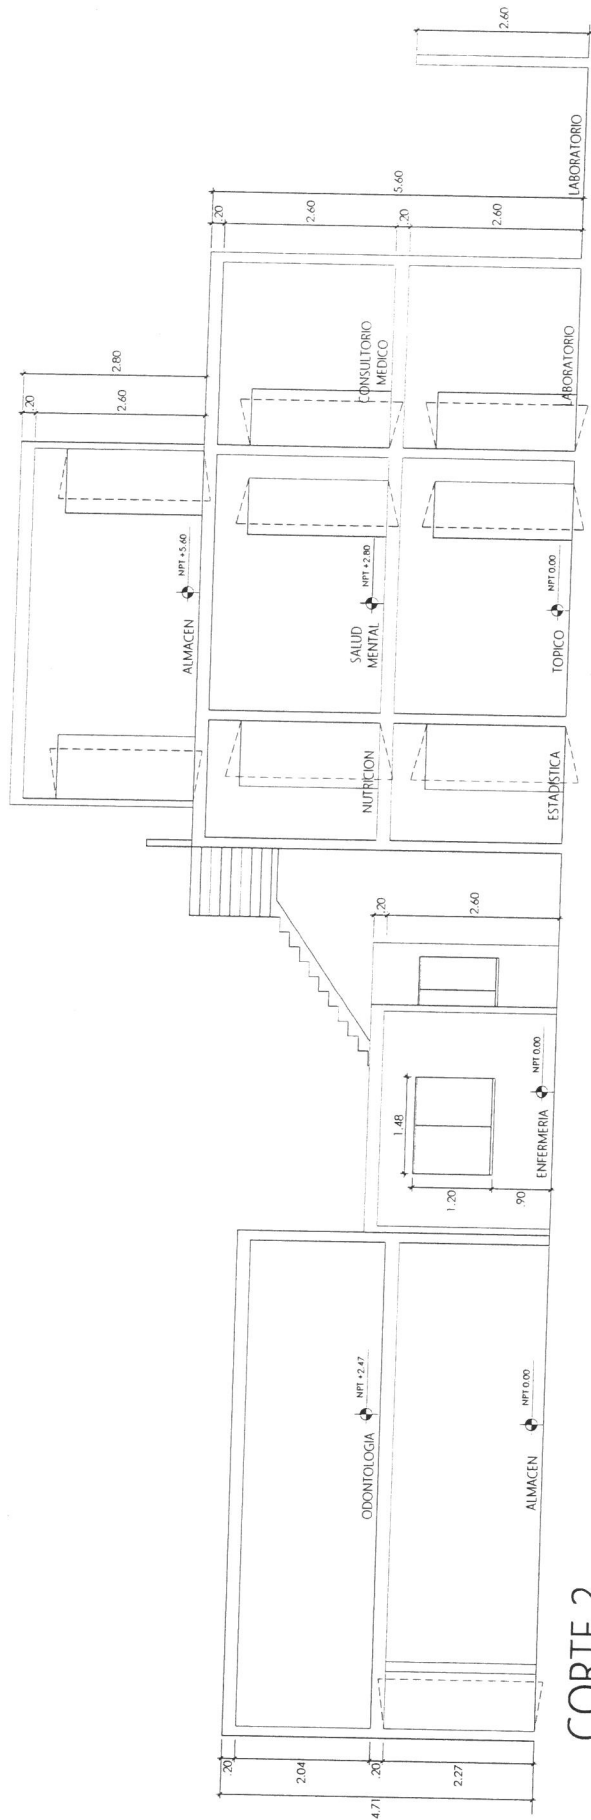 2.60
LABORATORIO
5.60
.20
2.60
.20
2.60
CONSULTORIO
MEDICO
LABORATORIO
2.80
.20
2.60
NPT +5.60
ALMACEN
NPT +2.80
SALUD
MENTAL
NPT 0.00
TOPICO
NUTRICION
ESTADISTICA
.20
2.60
1.48
1.20
.90
NPT 0.00
ENFERMERIA
NPT +2.47
ODONTOLOGIA
NPT 0.00
ALMACEN
.20
2.04
.20
2.27
4.71
CORTE 2